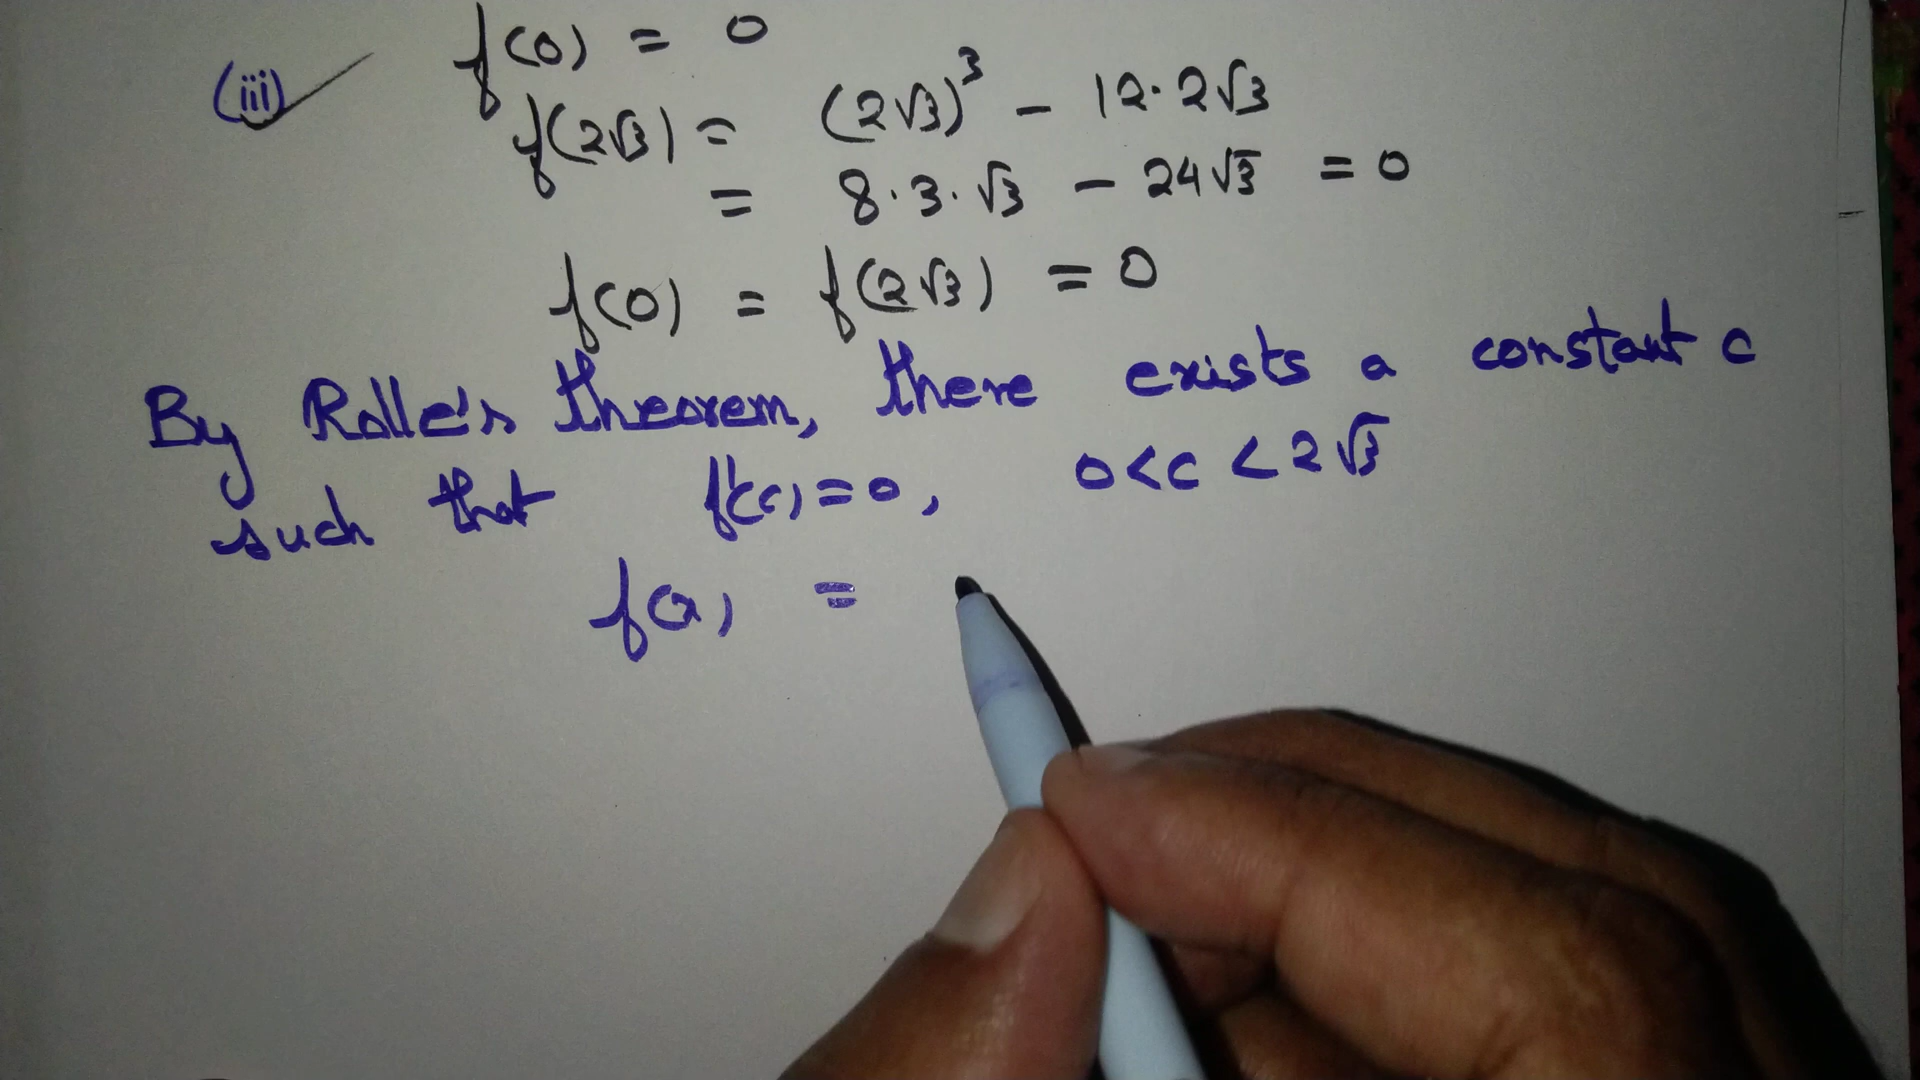 (iii) f(0) = 0
f(2√3) = (2√3)³ - 12·2√3
= 8·3·√3 - 24√3 = 0
f(0) = f(2√3) = 0
By Rolle's theorem, there exists a constant c
such that f'(c) = 0, 0<c<2√3
f(x) =